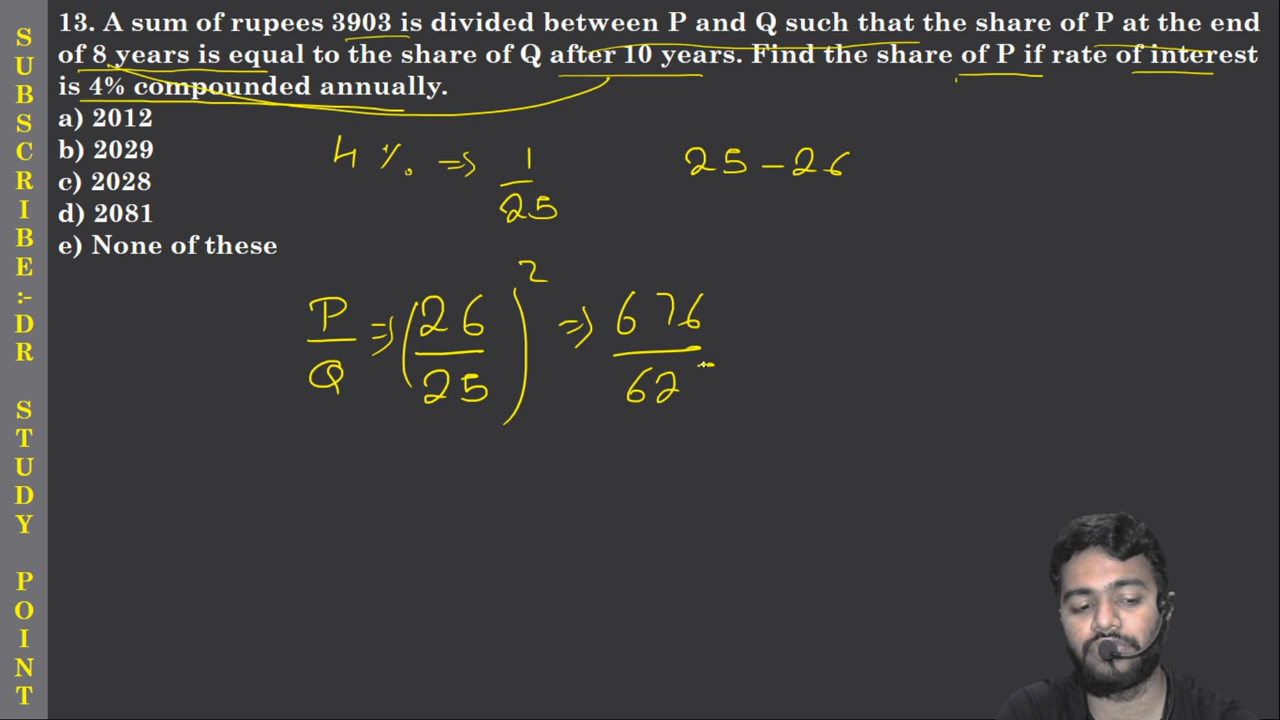 13. A sum of rupees 3903 is divided between P and Q such that the share of P at the end
of 8 years is equal to the share of Q after 10 years. Find the share of P if rate of interest
is 4% compounded annually.
a) 2012
b) 2029
c) 2028
d) 2081
e) None of these
4 %. => 1/25
25 - 26
P/Q => (26/25)^2 => 676/62
SUBSCRIBE :- DR STUDY POINT